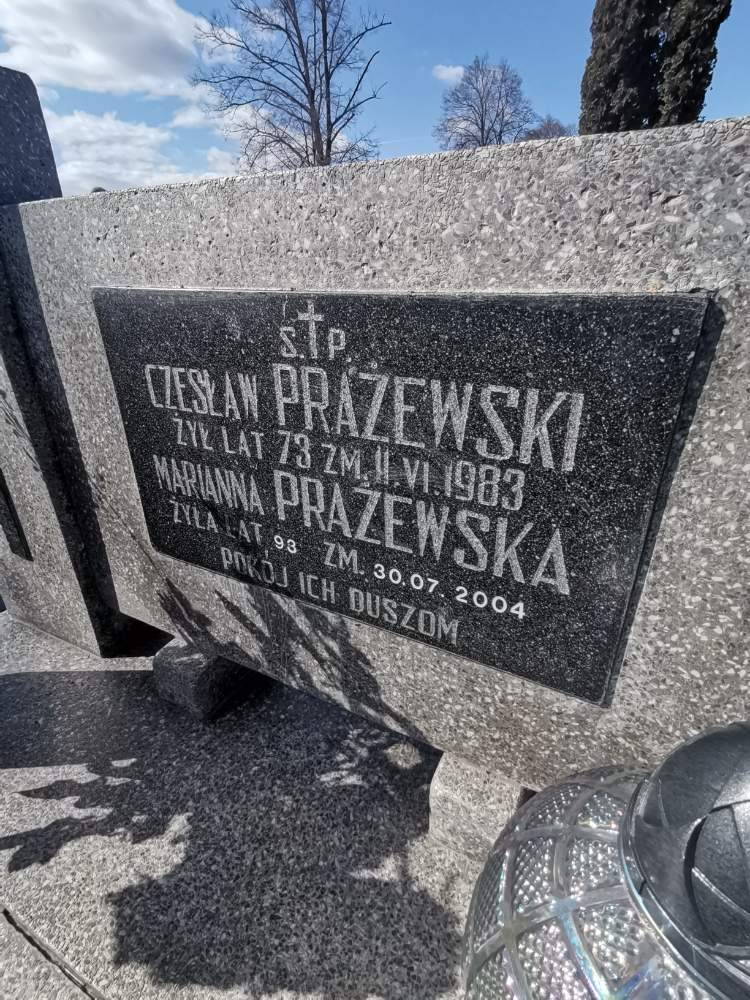 Ś.†P.
CZESŁAW PRAŻEWSKI
ŻYŁ LAT 73 ZM. 11.VI.1983
MARIANNA PRAŻEWSKA
ŻYŁA LAT 93 ZM. 30.07.2004
POKÓJ ICH DUSZOM